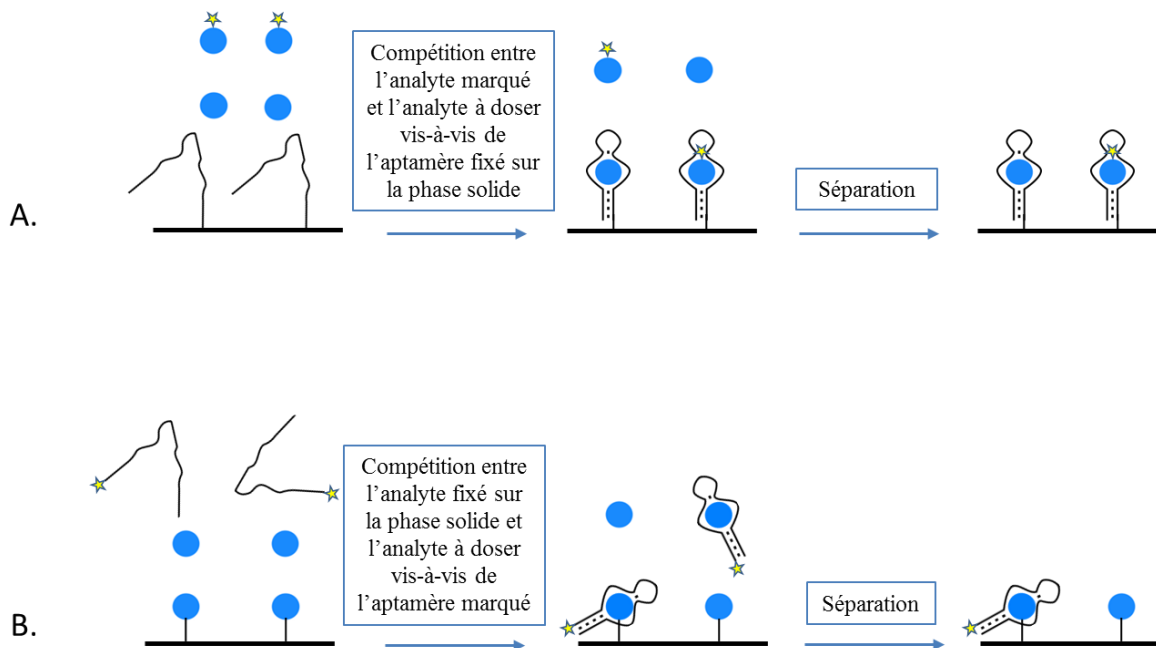 Compétition entre
l'analyte marqué
et l'analyte à doser
vis-à-vis de
l'aptamère fixé sur
la phase solide
Séparation
A.
Compétition entre
l'analyte fixé sur
la phase solide et
l'analyte à doser
vis-à-vis de
l'aptamère marqué
Séparation
B.